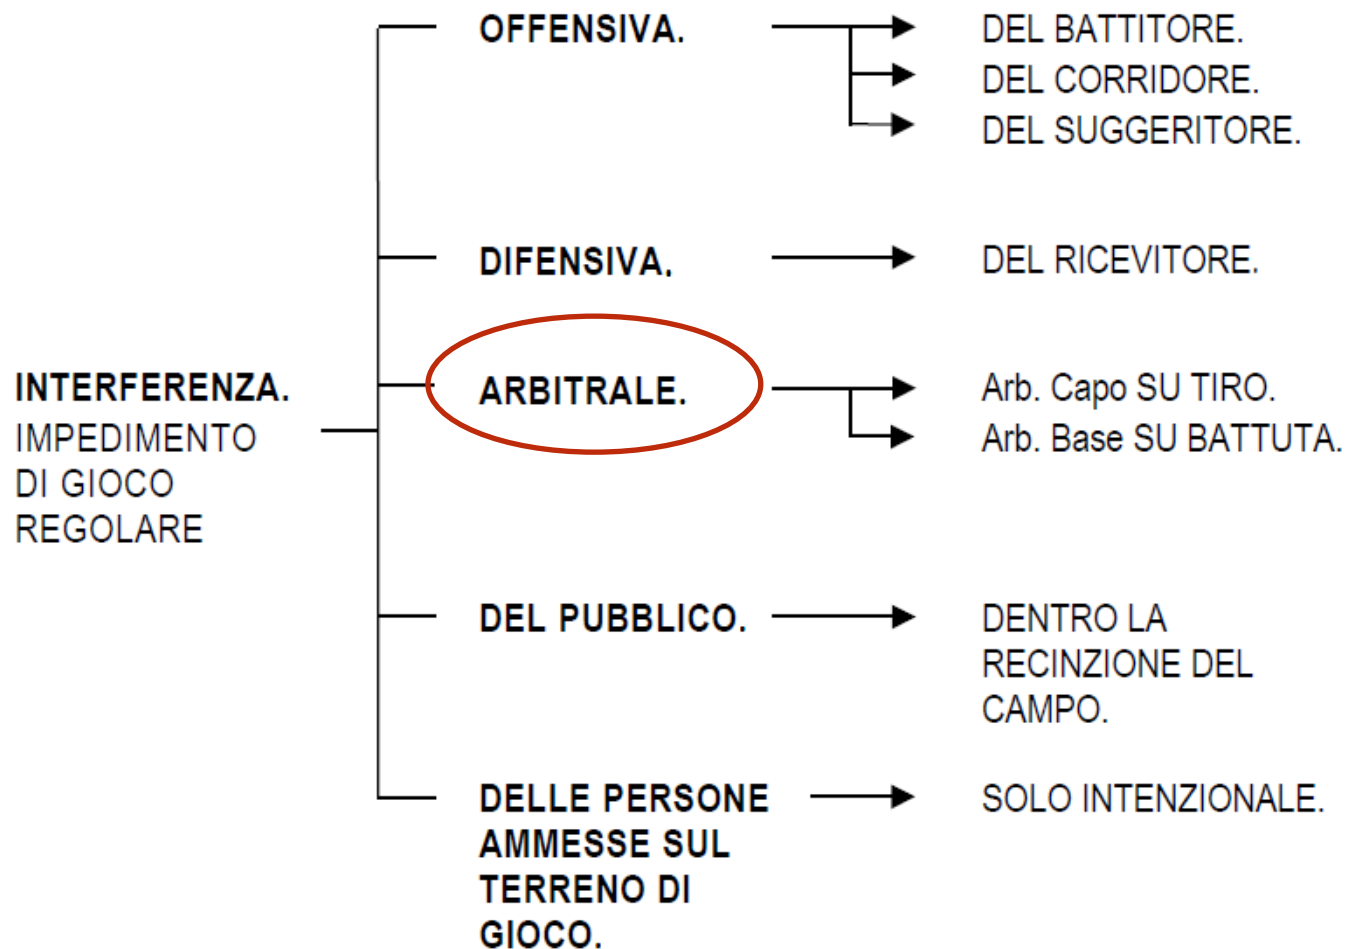 OFFENSIVA.
DEL BATTITORE.
DEL CORRIDORE.
DEL SUGGERITORE.
DIFENSIVA.
DEL RICEVITORE.
INTERFERENZA.
IMPEDIMENTO
DI GIOCO
REGOLARE
ARBITRALE.
Arb. Capo SU TIRO.
Arb. Base SU BATTUTA.
DEL PUBBLICO.
DENTRO LA
RECINZIONE DEL
CAMPO.
DELLE PERSONE
AMMESSE SUL
TERRENO DI
GIOCO.
SOLO INTENZIONALE.